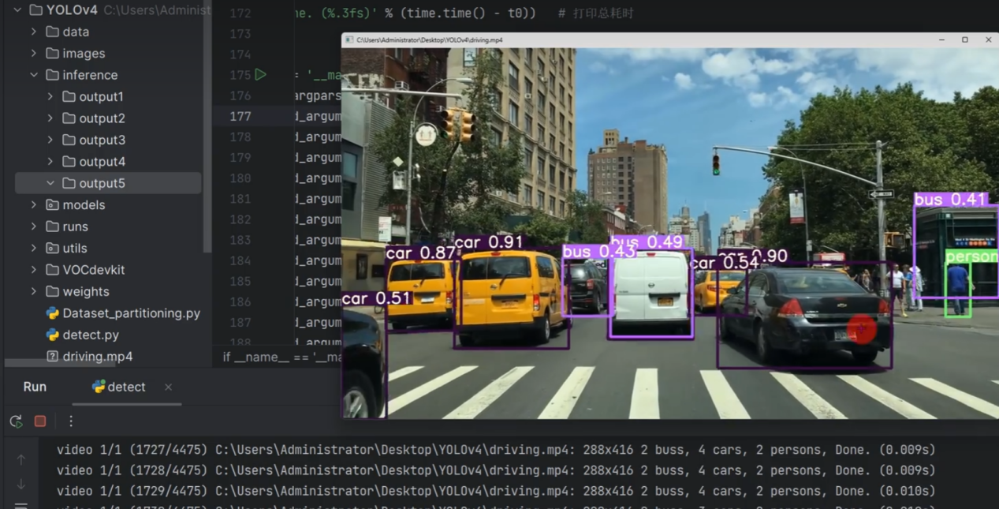 YOLOv4 C:\Users\Administ
data
images
inference
output1
output2
output3
output4
output5
models
runs
utils
VOCdevkit
weights
Dataset_partitioning.py
detect.py
driving.mp4
172 ne. (%.3fs)' % (time.time() - t0)) # 打印总耗时
173
174
175 = '__ma
176 argpars
177 d_argum
178 d_argum
179 d_argum
180 d_argum
181 d_argum
182 d_argum
183 d_argum
184 d_argum
185 d_argum
186 d_argum
187 d_argum
188 d_argum
if __name__ == '__ma
C:\Users\Administrator\Desktop\YOLOv4\driving.mp4
car 0.87
car 0.91
bus 0.43
bus 0.49
car 0.54
0.90
bus 0.41
person
car 0.51
Run
detect
video 1/1 (1727/4475) C:\Users\Administrator\Desktop\YOLOv4\driving.mp4: 288x416 2 buss, 4 cars, 2 persons, Done. (0.009s)
video 1/1 (1728/4475) C:\Users\Administrator\Desktop\YOLOv4\driving.mp4: 288x416 2 buss, 4 cars, 2 persons, Done. (0.009s)
video 1/1 (1729/4475) C:\Users\Administrator\Desktop\YOLOv4\driving.mp4: 288x416 2 buss, 4 cars, 2 persons, Done. (0.010s)